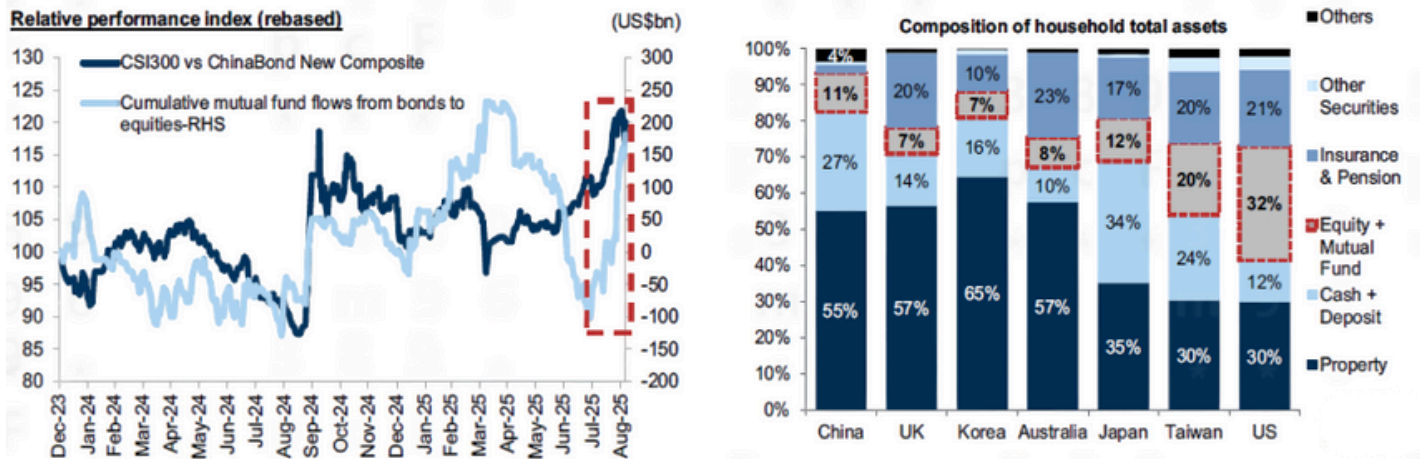 Relative performance index (rebased)
(US$bn)
130
125
120
115
110
105
100
95
90
85
80
CSI300 vs ChinaBond New Composite
Cumulative mutual fund flows from bonds to
equities-RHS
300
250
200
150
100
50
0
-50
-100
-150
-200
Dec-23
Jan-24
Feb-24
Mar-24
Apr-24
May-24
Jun-24
Jul-24
Aug-24
Sep-24
Oct-24
Nov-24
Dec-24
Jan-25
Feb-25
Mar-25
Apr-25
May-25
Jun-25
Jul-25
Aug-25
Composition of household total assets
100%
90%
80%
70%
60%
50%
40%
30%
20%
10%
0%
4%
11%
27%
55%
20%
7%
14%
57%
10%
7%
16%
65%
23%
8%
10%
57%
17%
12%
34%
35%
20%
20%
24%
30%
21%
32%
12%
30%
China
UK
Korea
Australia
Japan
Taiwan
US
Others
Other
Securities
Insurance
& Pension
Equity +
Mutual
Fund
Cash +
Deposit
Property